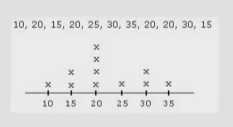 10, 20, 15, 20, 25, 30, 35, 20, 20, 30, 15
x
x
x x x
x x x x x x
10 15 20 25 30 35